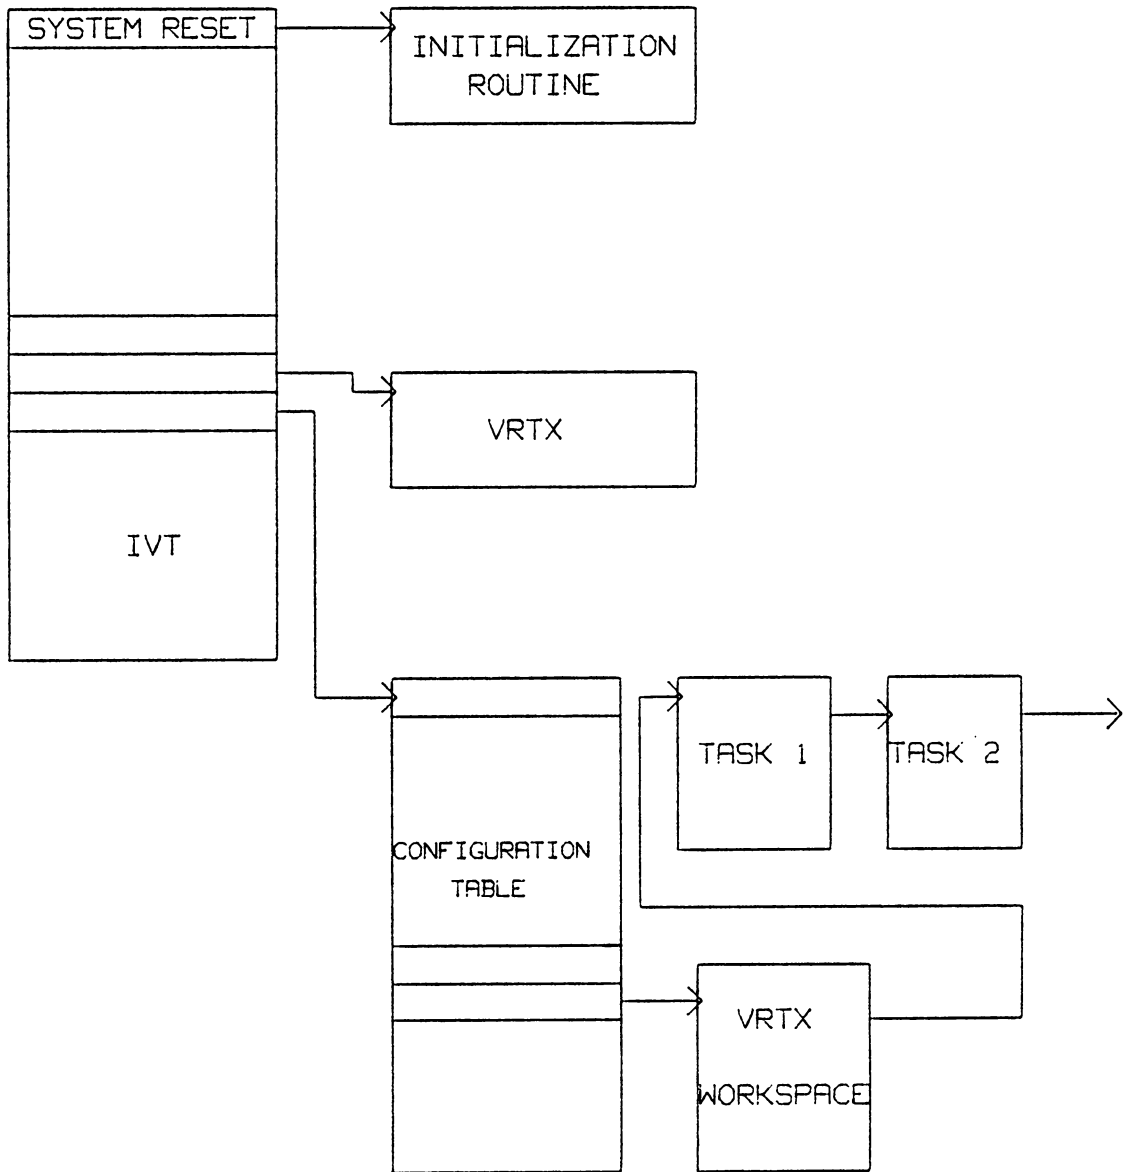 SYSTEM RESET
INITIALIZATION
ROUTINE
VRTX
IVT
TASK 1
TASK 2
CONFIGURATION
TABLE
VRTX
WORKSPACE